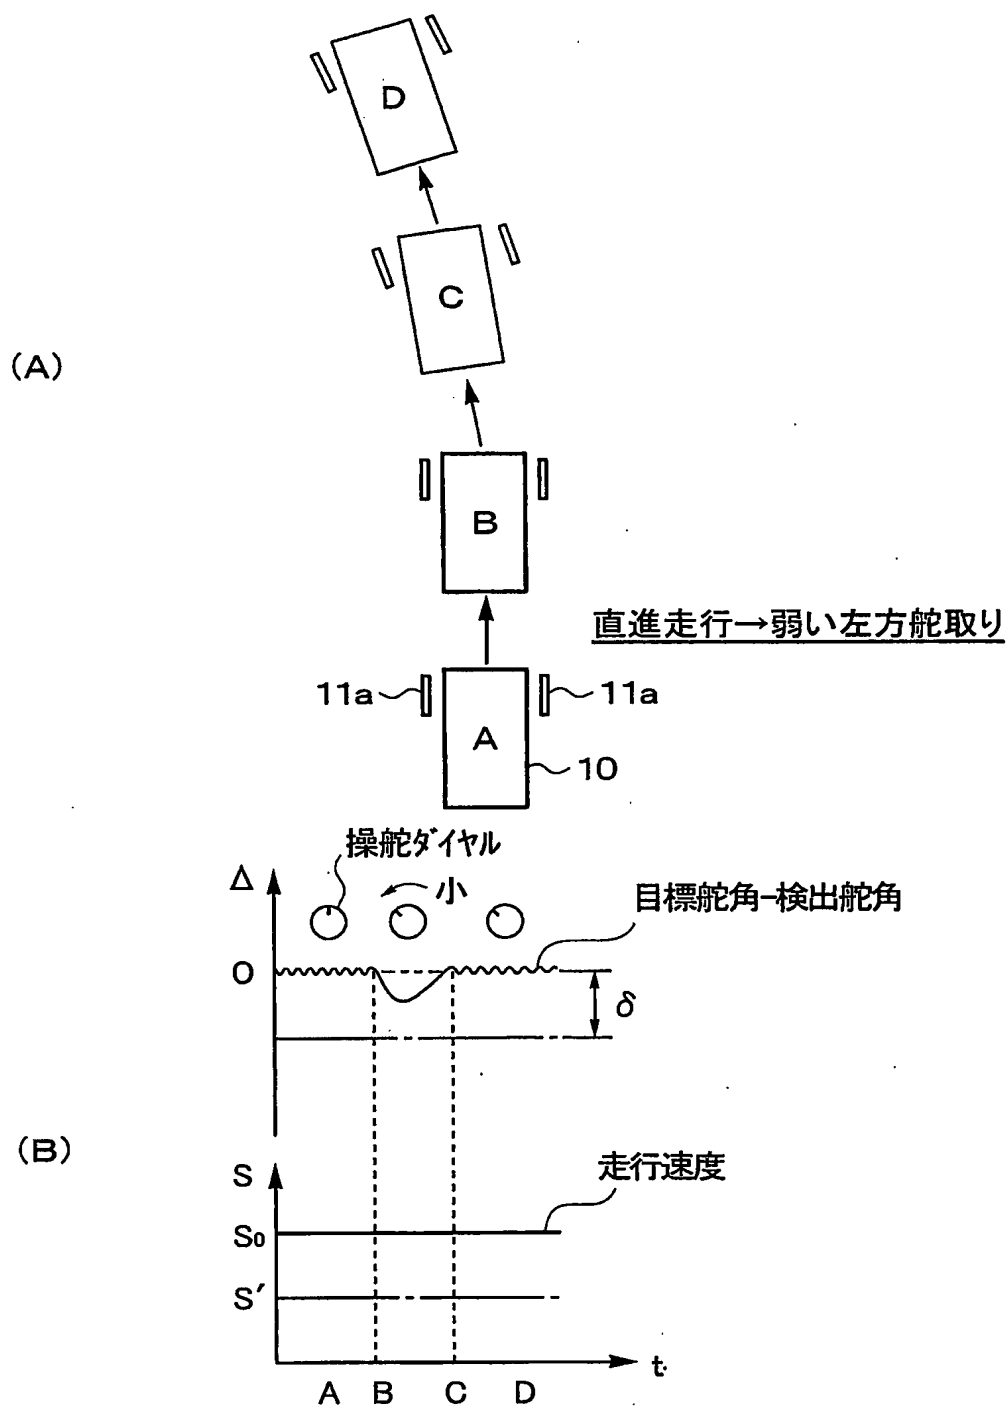 D
C
(A)
B
直進走行→弱い左方舵取り
11a
11a
A
10
操舵ダイヤル
Δ
小
目標舵角-検出舵角
0
δ
(B)
S
走行速度
S₀
S′
t
A B C D